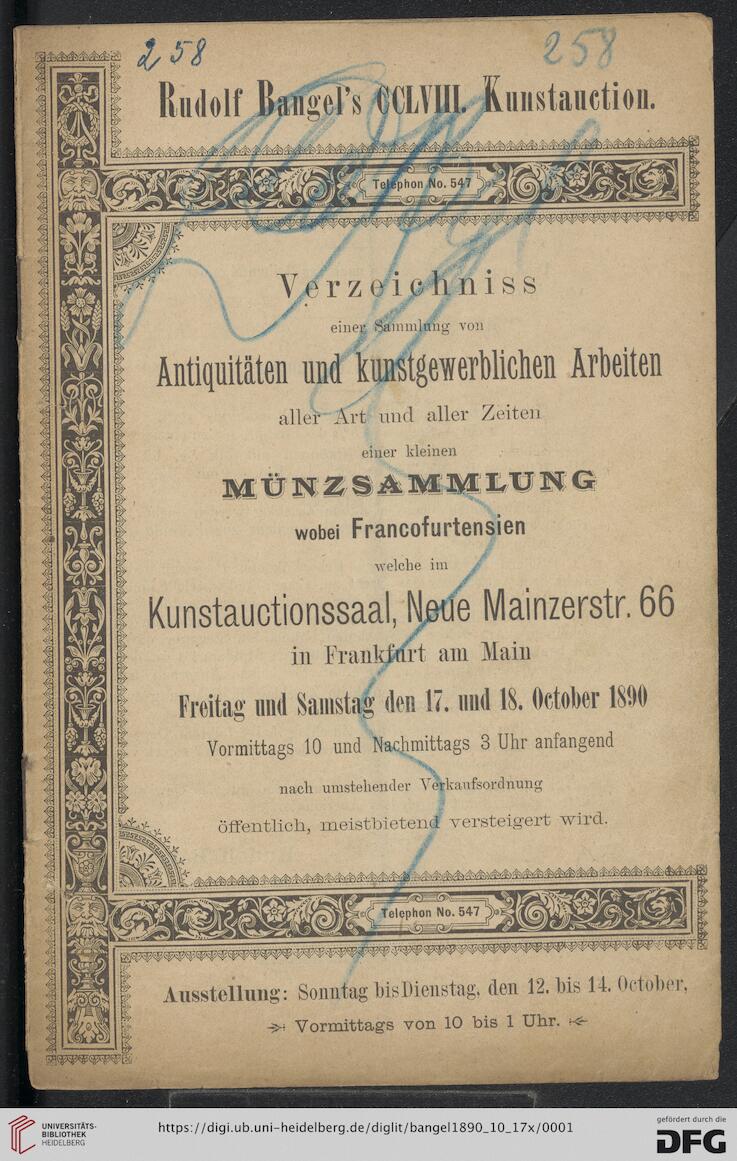 258
258
Rudolf Bangel's CCLVIII. Kunstauction.
Telephon No. 547
Verzeichniss
einer Sammlung von
Antiquitäten und kunstgewerblichen Arbeiten
aller Art und aller Zeiten
einer kleinen
MÜNZSAMMLUNG
wobei Francofurtensien
welche im
Kunstauctionssaal, Neue Mainzerstr. 66
in Frankfurt am Main
Freitag und Samstag den 17. und 18. October 1890
Vormittags 10 und Nachmittags 3 Uhr anfangend
nach umstehender Verkaufsordnung
öffentlich, meistbietend versteigert wird.
Telephon No. 547
Ausstellung: Sonntag bis Dienstag, den 12. bis 14. October,
Vormittags von 10 bis 1 Uhr.
UNIVERSITÄTS-
BIBLIOTHEK
HEIDELBERG
https://digi.ub.uni-heidelberg.de/diglit/bangel1890_10_17x/0001
gefördert durch die
DFG